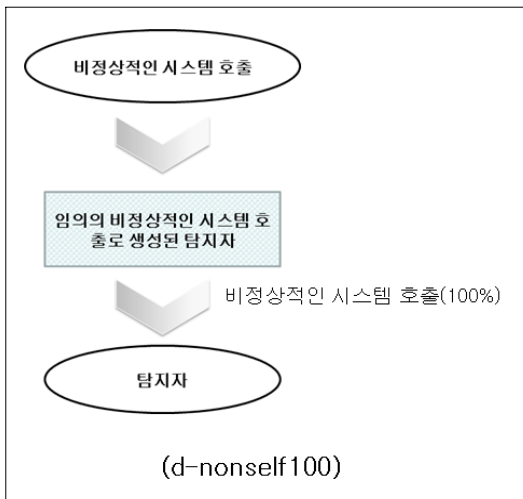 비정상적인 시스템 호출
임의의 비정상적인 시스템 호
출로 생성된 탐지자
비정상적인 시스템 호출(100%)
탐지자
(d-nonself100)